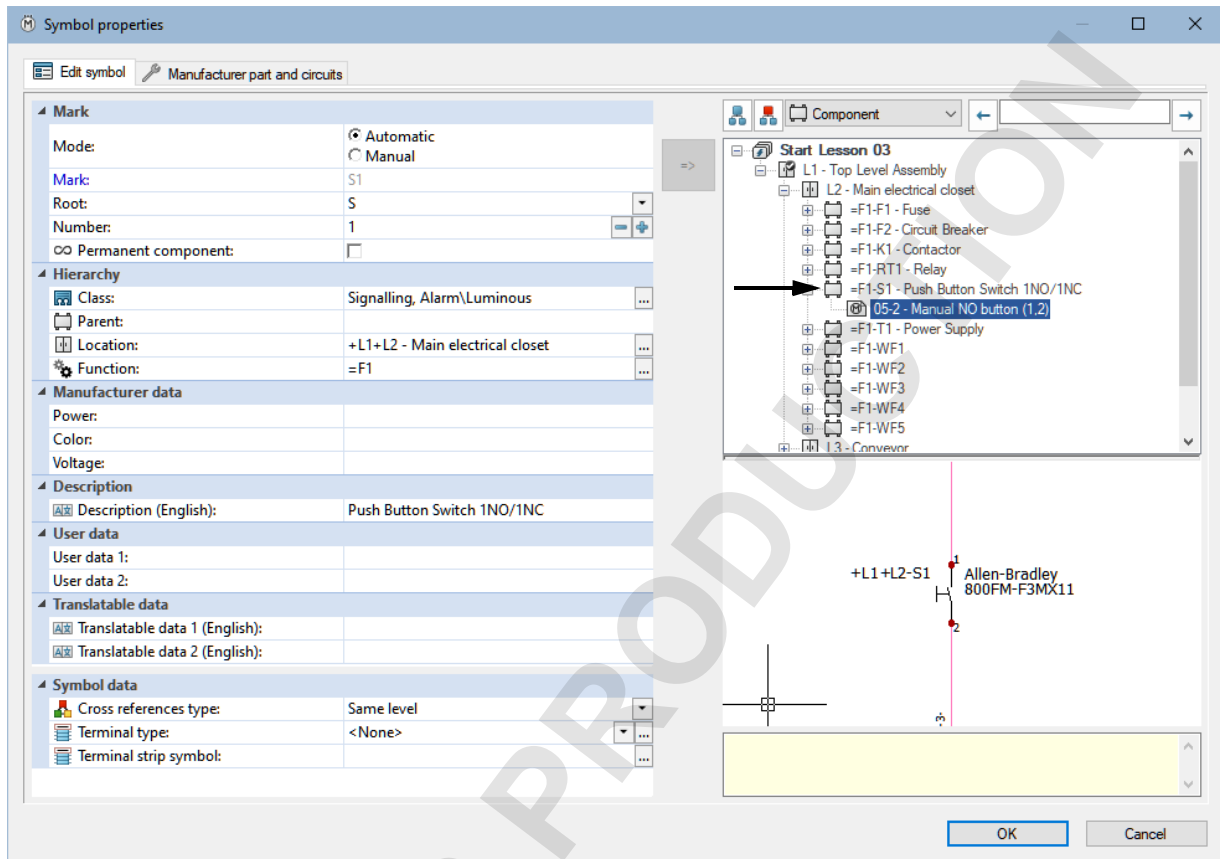 Symbol properties
Edit symbol
Manufacturer part and circuits
Mark
Mode:
Automatic
Manual
Mark:
S1
Root:
S
Number:
1
Permanent component:
Hierarchy
Class:
Signalling, Alarm\Luminous
...
Parent:
Location:
+L1+L2 - Main electrical closet
...
Function:
=F1
...
Manufacturer data
Power:
Color:
Voltage:
Description
Description (English):
Push Button Switch 1NO/1NC
User data
User data 1:
User data 2:
Translatable data
Translatable data 1 (English):
Translatable data 2 (English):
Symbol data
Cross references type:
Same level
Terminal type:
<None>
...
Terminal strip symbol:
...
=>
Component
Start Lesson 03
L1 - Top Level Assembly
L2 - Main electrical closet
=F1-F1 - Fuse
=F1-F2 - Circuit Breaker
=F1-K1 - Contactor
=F1-RT1 - Relay
=F1-S1 - Push Button Switch 1NO/1NC
05-2 - Manual NO button (1,2)
=F1-T1 - Power Supply
=F1-WF1
=F1-WF2
=F1-WF3
=F1-WF4
=F1-WF5
L3 - Conveyor
1
+L1+L2-S1
Allen-Bradley
800FM-F3MX11
2
-3-
OK
Cancel
PRODUCTION